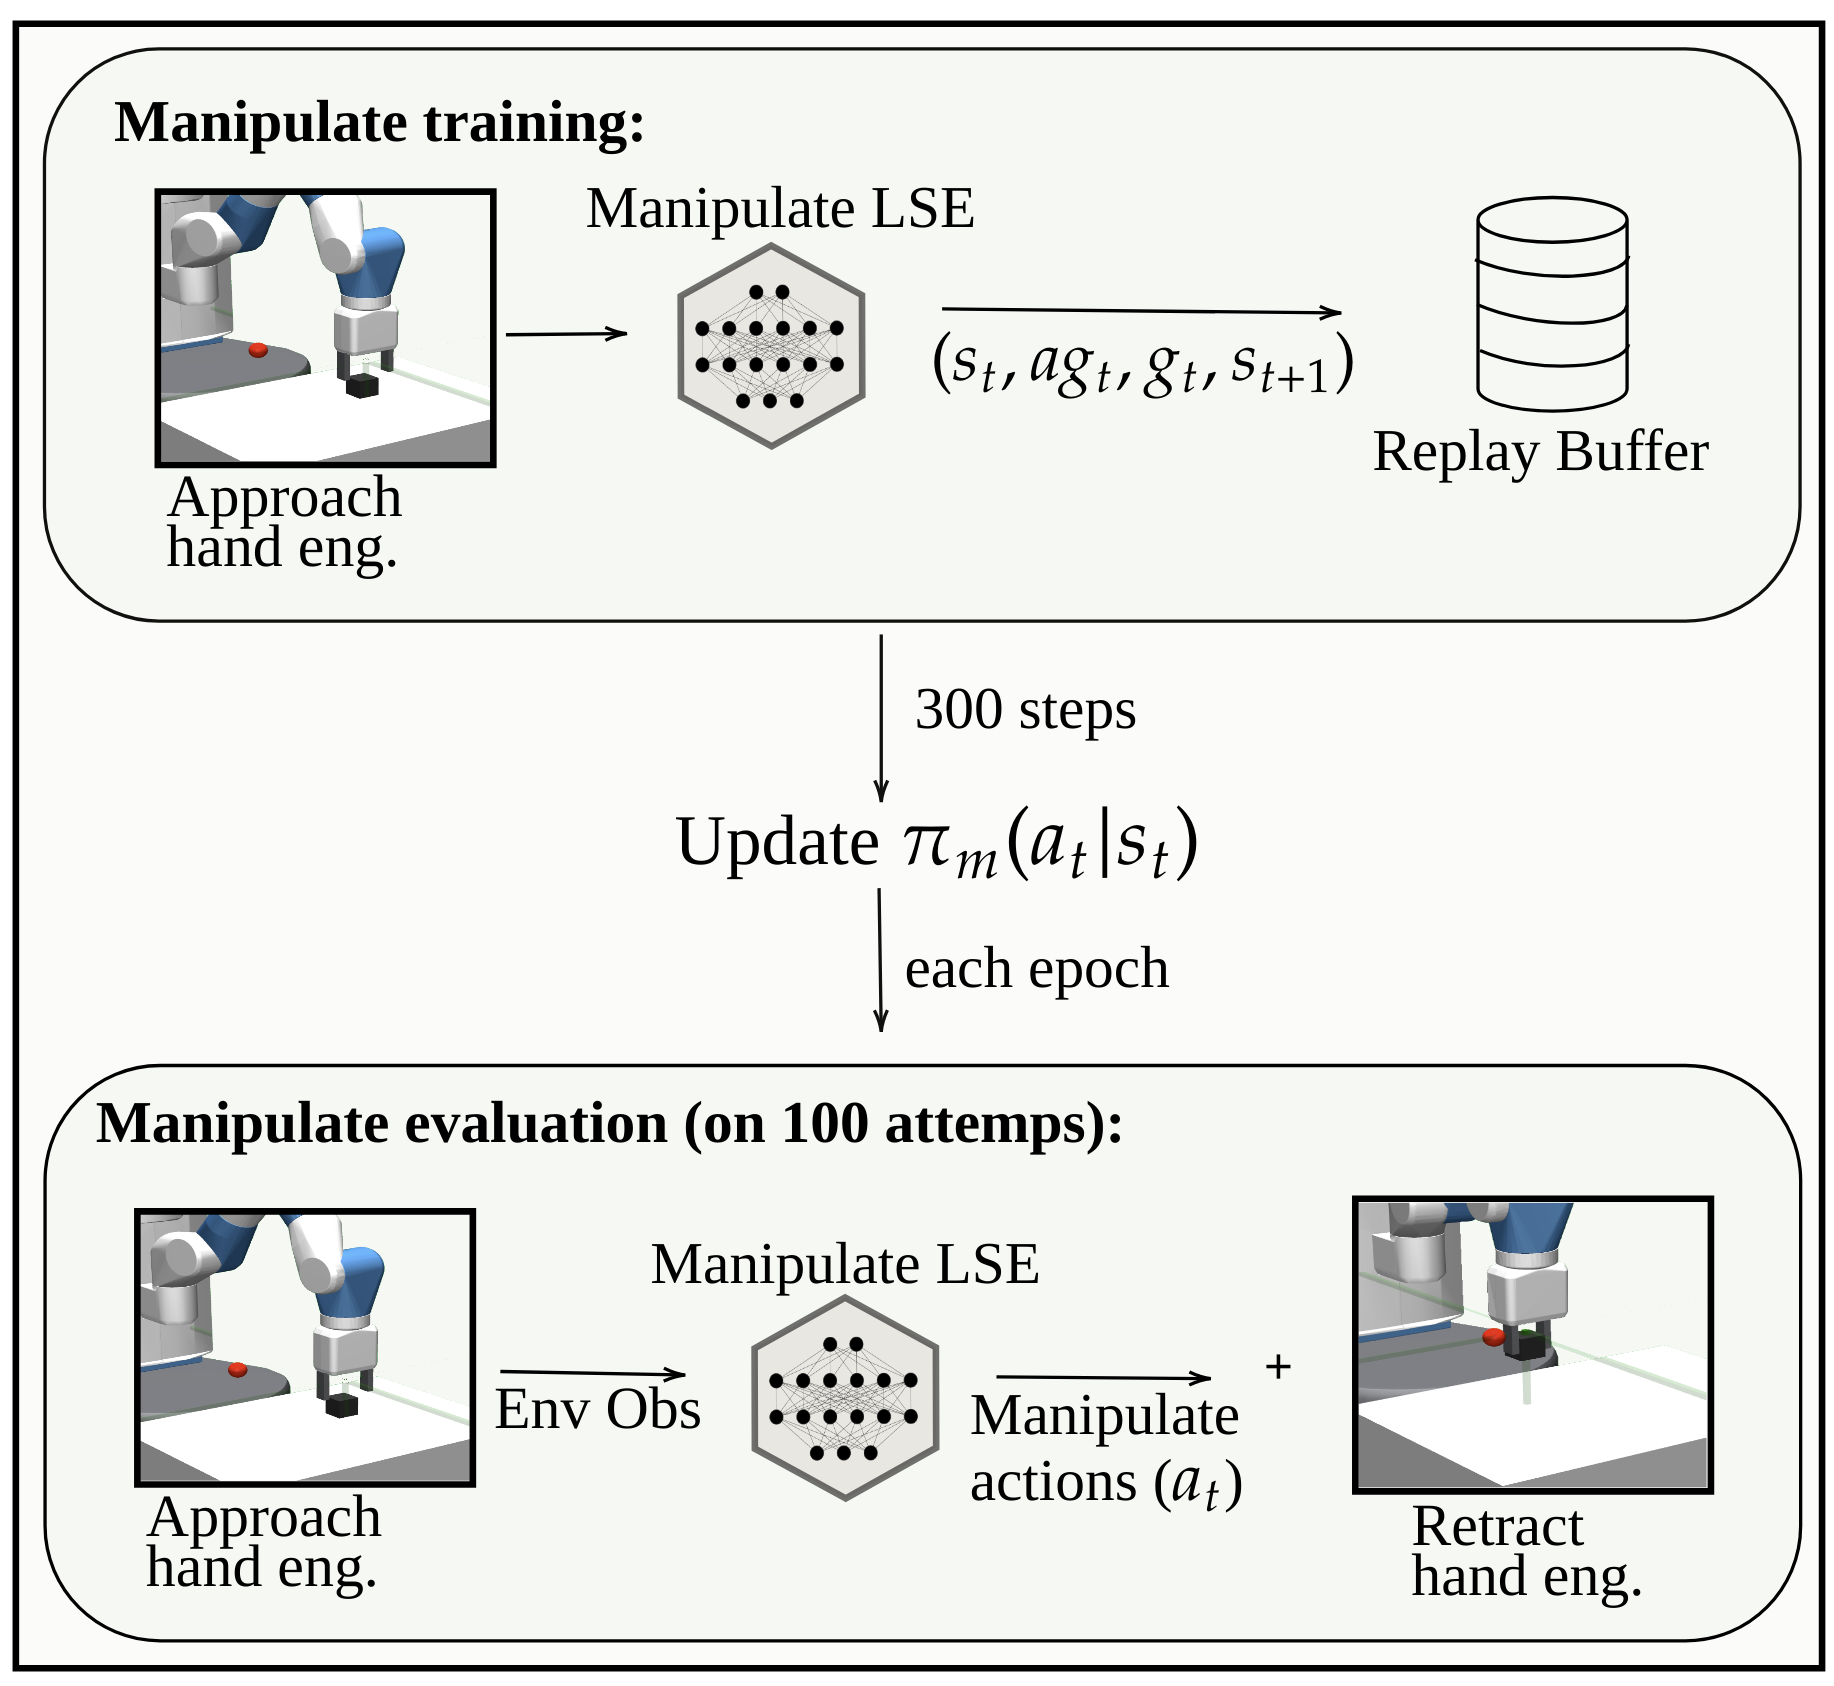 Manipulate training:
Manipulate LSE
(s_t, ag_t, g_t, s_{t+1})
Replay Buffer
Approach
hand eng.
300 steps
Update π_m(a_t|s_t)
each epoch
Manipulate evaluation (on 100 attemps):
Manipulate LSE
Env Obs
Manipulate
actions (a_t)
+
Approach
hand eng.
Retract
hand eng.